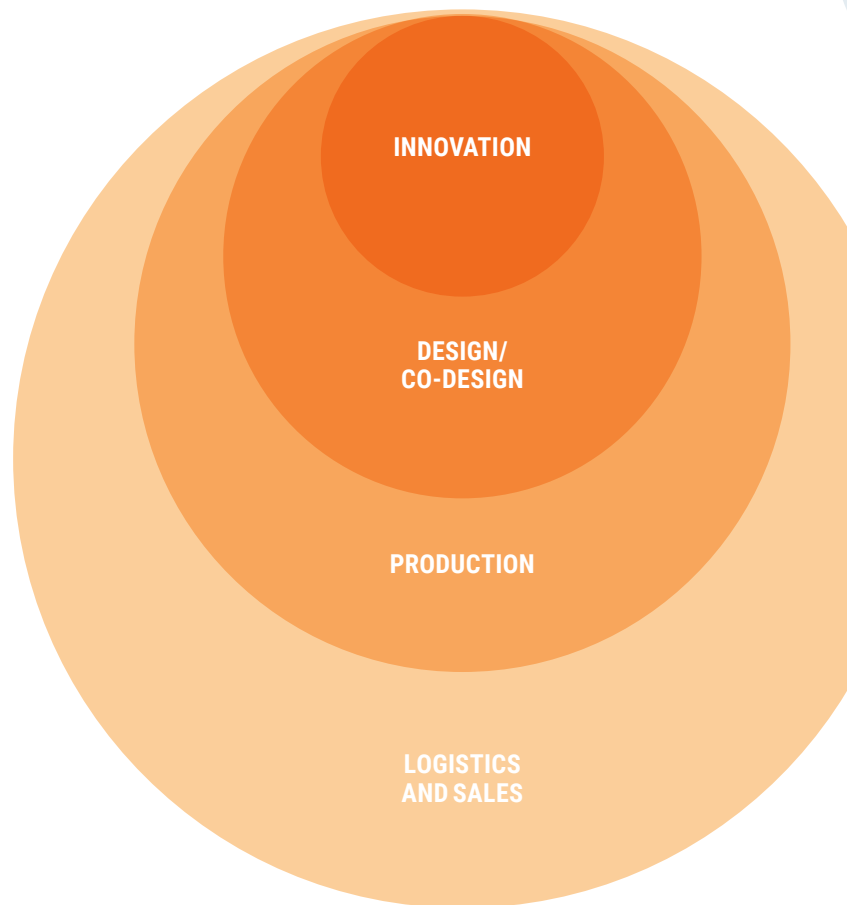 INNOVATION
DESIGN/
CO-DESIGN
PRODUCTION
LOGISTICS
AND SALES